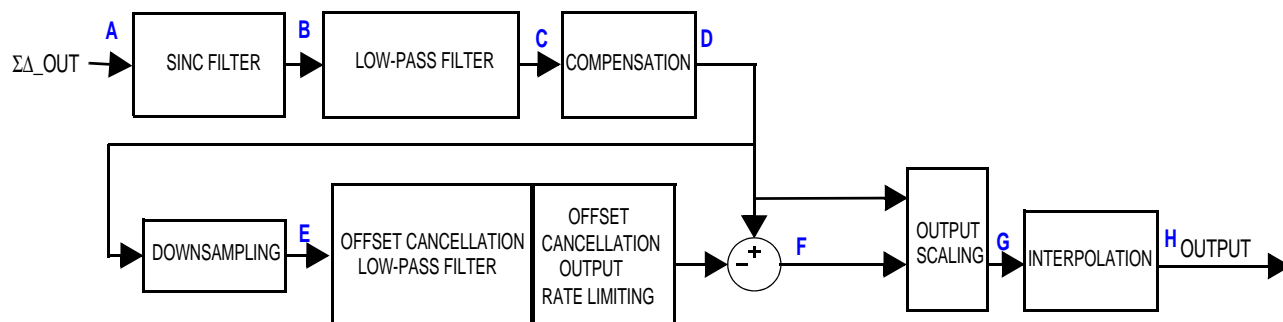 A
B
C
D
ΣΔ_OUT
SINC FILTER
LOW-PASS FILTER
COMPENSATION
E
DOWNSAMPLING
OFFSET CANCELLATION
LOW-PASS FILTER
OFFSET
CANCELLATION
OUTPUT
RATE LIMITING
- +
F
OUTPUT
SCALING
G
INTERPOLATION
H
OUTPUT